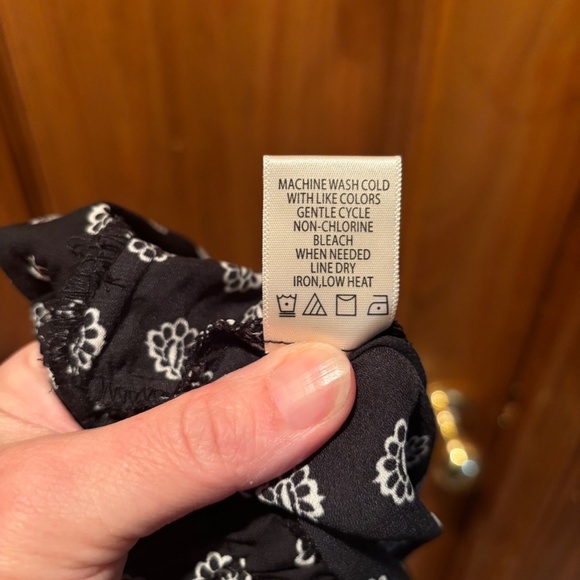 MACHINE WASH COLD
WITH LIKE COLORS
GENTLE CYCLE
NON-CHLORINE
BLEACH
WHEN NEEDED
LINE DRY
IRON,LOW HEAT